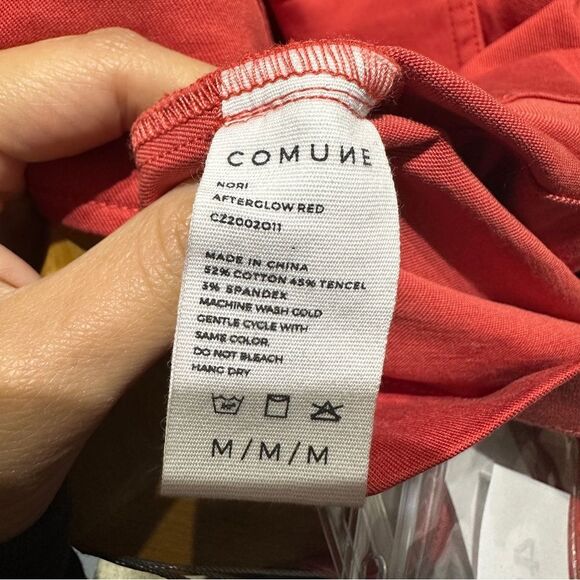 COMUИE
NORI
AFTERGLOW RED
CZ2002011
MADE IN CHINA
52% COTTON 45% TENCEL
3% SPANDEX
MACHINE WASH COLD
GENTLE CYCLE WITH
SAME COLOR.
DO NOT BLEACH
HANG DRY
M/M/M